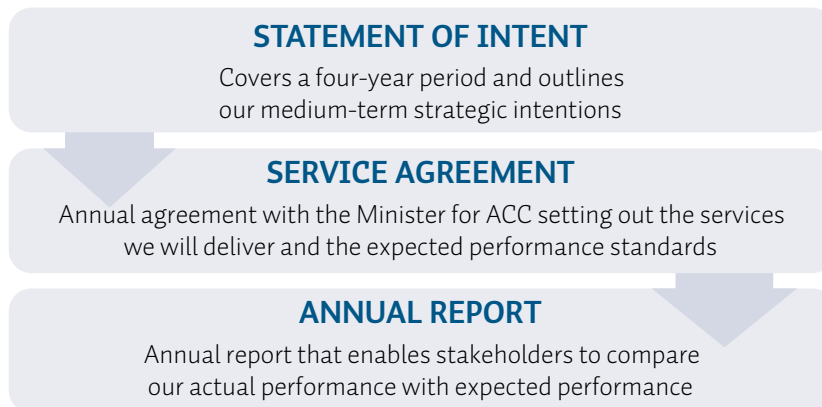 STATEMENT OF INTENT
Covers a four-year period and outlines
our medium-term strategic intentions
SERVICE AGREEMENT
Annual agreement with the Minister for ACC setting out the services
we will deliver and the expected performance standards
ANNUAL REPORT
Annual report that enables stakeholders to compare
our actual performance with expected performance